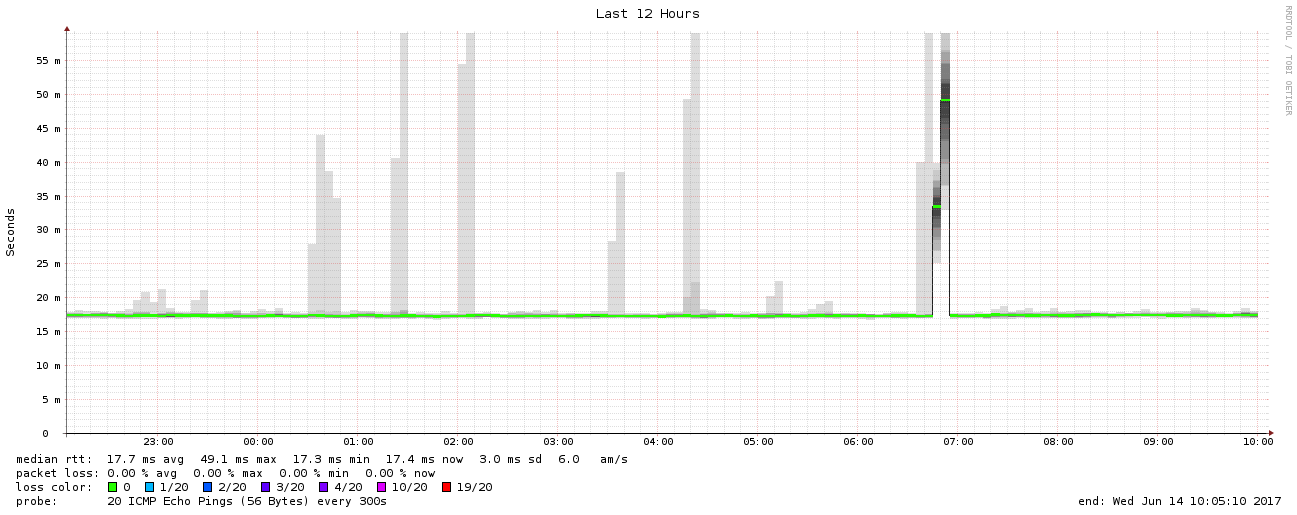 Last 12 Hours
RRDTOOL / TOBI OETIKER
Seconds
55 m
50 m
45 m
40 m
35 m
30 m
25 m
20 m
15 m
10 m
5 m
0
23:00 00:00 01:00 02:00 03:00 04:00 05:00 06:00 07:00 08:00 09:00 10:00
median rtt: 17.7 ms avg 49.1 ms max 17.3 ms min 17.4 ms now 3.0 ms sd 6.0 am/s
packet loss: 0.00 % avg 0.00 % max 0.00 % min 0.00 % now
loss color: 0 1/20 2/20 3/20 4/20 10/20 19/20
probe: 20 ICMP Echo Pings (56 Bytes) every 300s end: Wed Jun 14 10:05:10 2017